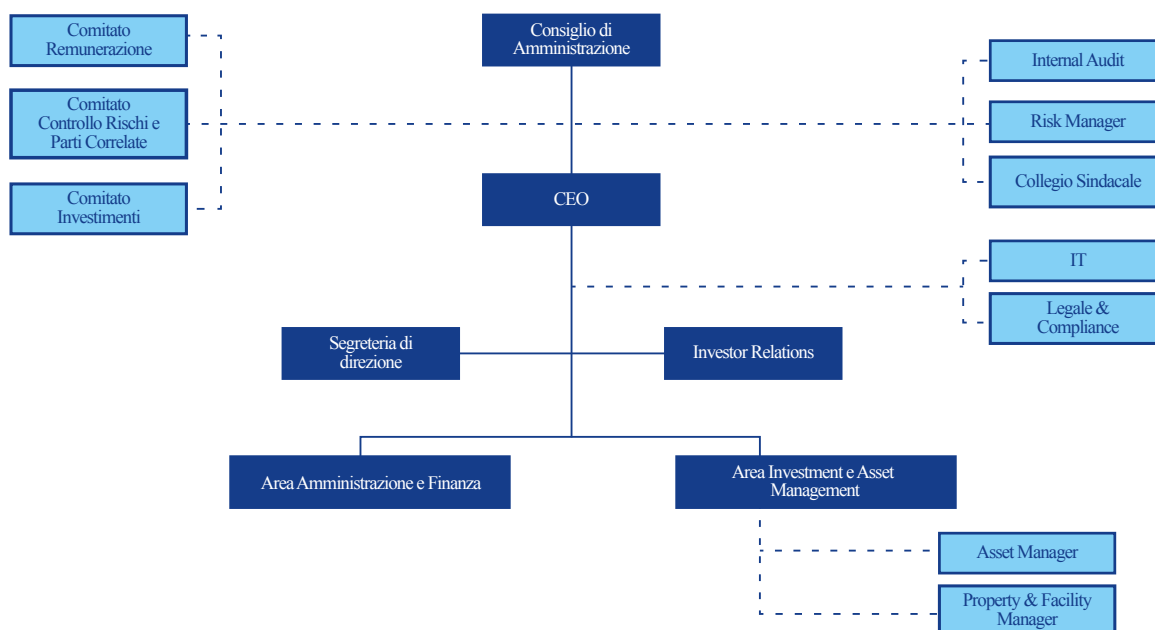 Comitato
Remunerazione
Consiglio di
Amministrazione
Internal Audit
Comitato
Controllo Rischi e
Parti Correlate
Risk Manager
Comitato
Investimenti
CEO
Collegio Sindacale
IT
Legale &
Compliance
Segreteria di
direzione
Investor Relations
Area Amministrazione e Finanza
Area Investment e Asset
Management
Asset Manager
Property & Facility
Manager